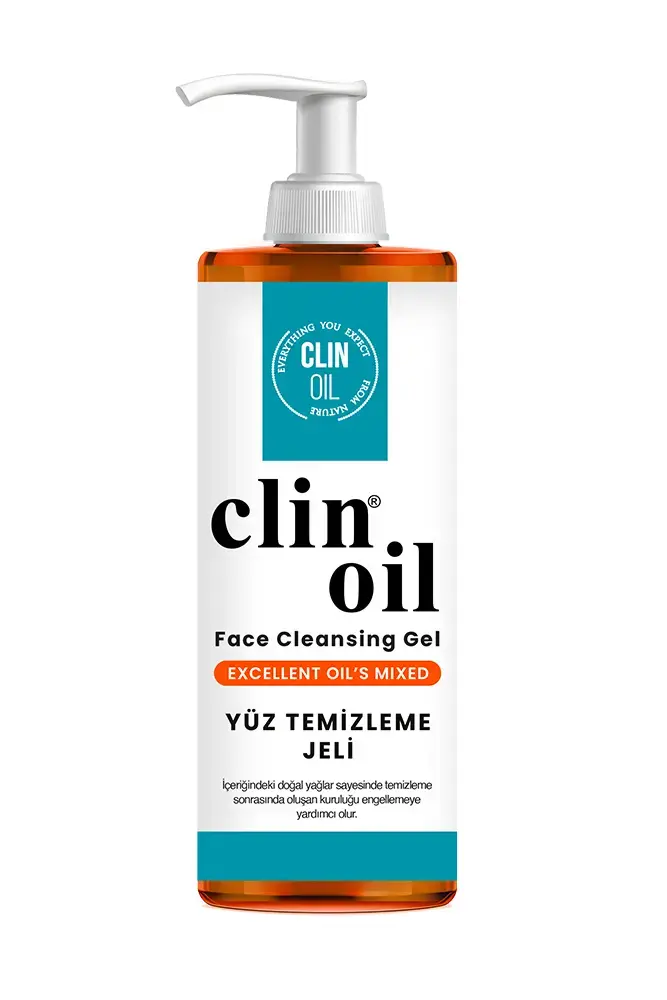 EVERYTHING YOU EXPECT
CLIN
OIL
FROM NATURE
clin®
oil
Face Cleansing Gel
EXCELLENT OIL'S MIXED
YÜZ TEMİZLEME
JELİ
İçeriğindeki doğal yağlar sayesinde temizleme
sonrasında oluşan kuruluğu engellemeye
yardımcı olur.